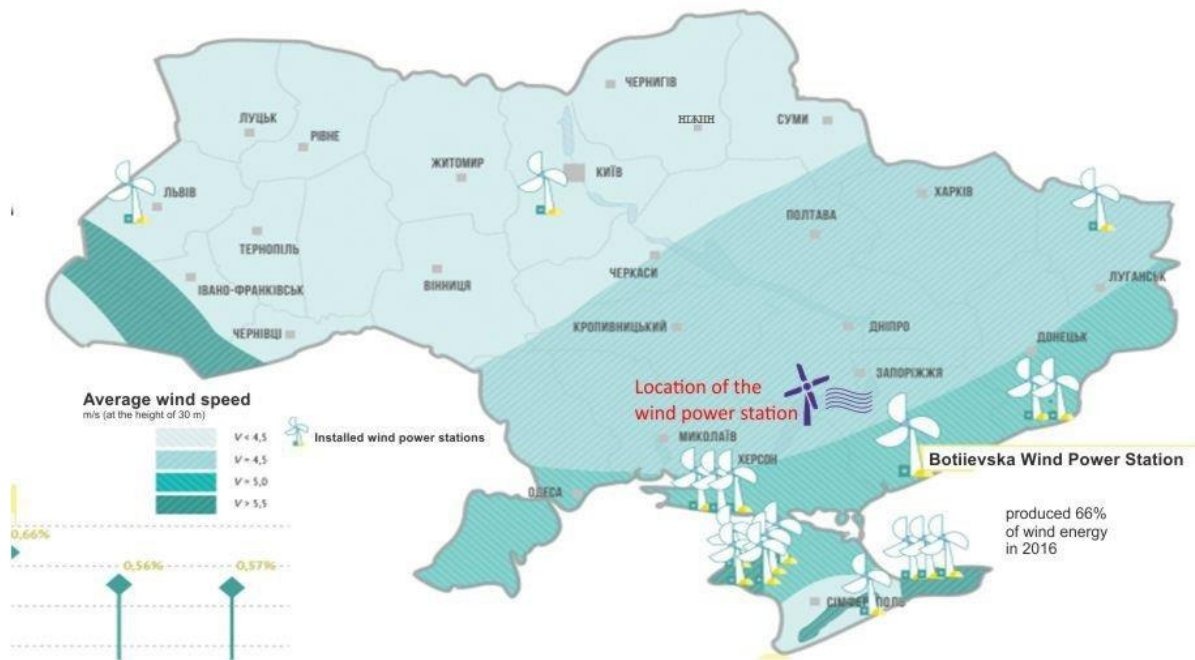 ЧЕРНИГІВ
НІЖИН
СУМИ
ЛУЦЬК
РІВНЕ
ЖИТОМИР
КИЇВ
ЛЬВІВ
ХАРКІВ
ПОЛТАВА
ТЕРНОПІЛЬ
ЧЕРКАСИ
ЛУГАНСЬК
ІВАНО-ФРАНКІВСЬК
ВІННИЦЯ
ЧЕРНІВЦІ
КРОПИВНИЦЬКИЙ
ДНІПРО
ДОНЕЦЬК
ЗАПОРІЖЖЯ
Location of the
wind power station
Average wind speed
m/s (at the height of 30 m)
V < 4,5
V = 4,5
V = 5,0
V > 5,5
Installed wind power stations
МИКОЛАЇВ
ХЕРСОН
Botiievska Wind Power Station
ОДЕСА
produced 66%
of wind energy
in 2016
0,66%
0,56%
0,57%
СІМФЕРОПОЛЬ